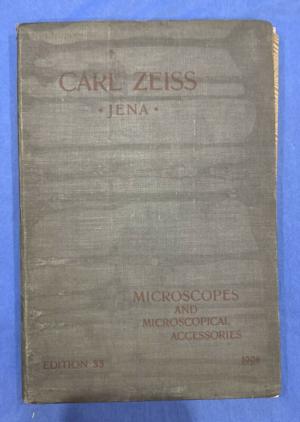 CARL ZEISS
• JENA •
MICROSCOPES
AND
MICROSCOPICAL
ACCESSORIES
EDITION 33